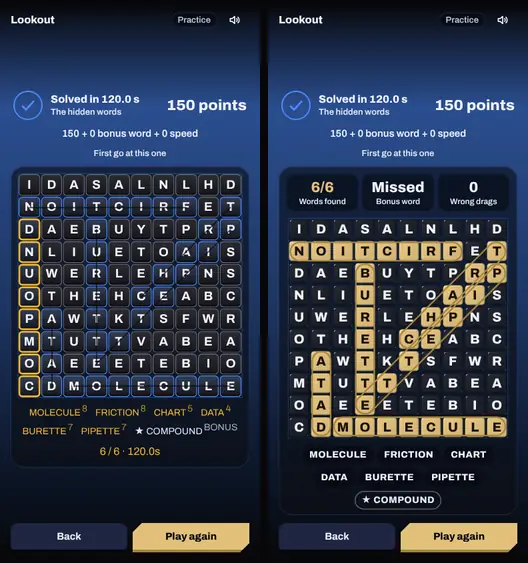 Lookout
Practice
Solved in 120.0 s
The hidden words
150 points
150 + 0 bonus word + 0 speed
First go at this one
I D A S A L N L H D
N O I T C I R F E T
D A E B U Y T P R P
N L I U E T O A I S
U W E R L E H P N S
O T H E H C E A B C
P A W T K T S F W R
M T U T T V A B E A
O A E E T E T B I O
C D M O L E C U L E
MOLECULE 8 FRICTION 8 CHART 5 DATA 4
BURETTE 7 PIPETTE 7 ★ COMPOUND BONUS
6 / 6 · 120.0s
Back
Play again
Lookout
Practice
Solved in 120.0 s
The hidden words
150 points
150 + 0 bonus word + 0 speed
First go at this one
6/6
Words found
Missed
Bonus word
0
Wrong drags
I D A S A L N L H D
N O I T C I R F E T
D A E B U Y T P R P
N L I U E T O A I S
U W E R L E H P N S
O T H E H C E A B C
P A W T K T S F W R
M T U T T V A B E A
O A E E T E T B I O
C D M O L E C U L E
MOLECULE FRICTION CHART
DATA BURETTE PIPETTE
★ COMPOUND
Back
Play again